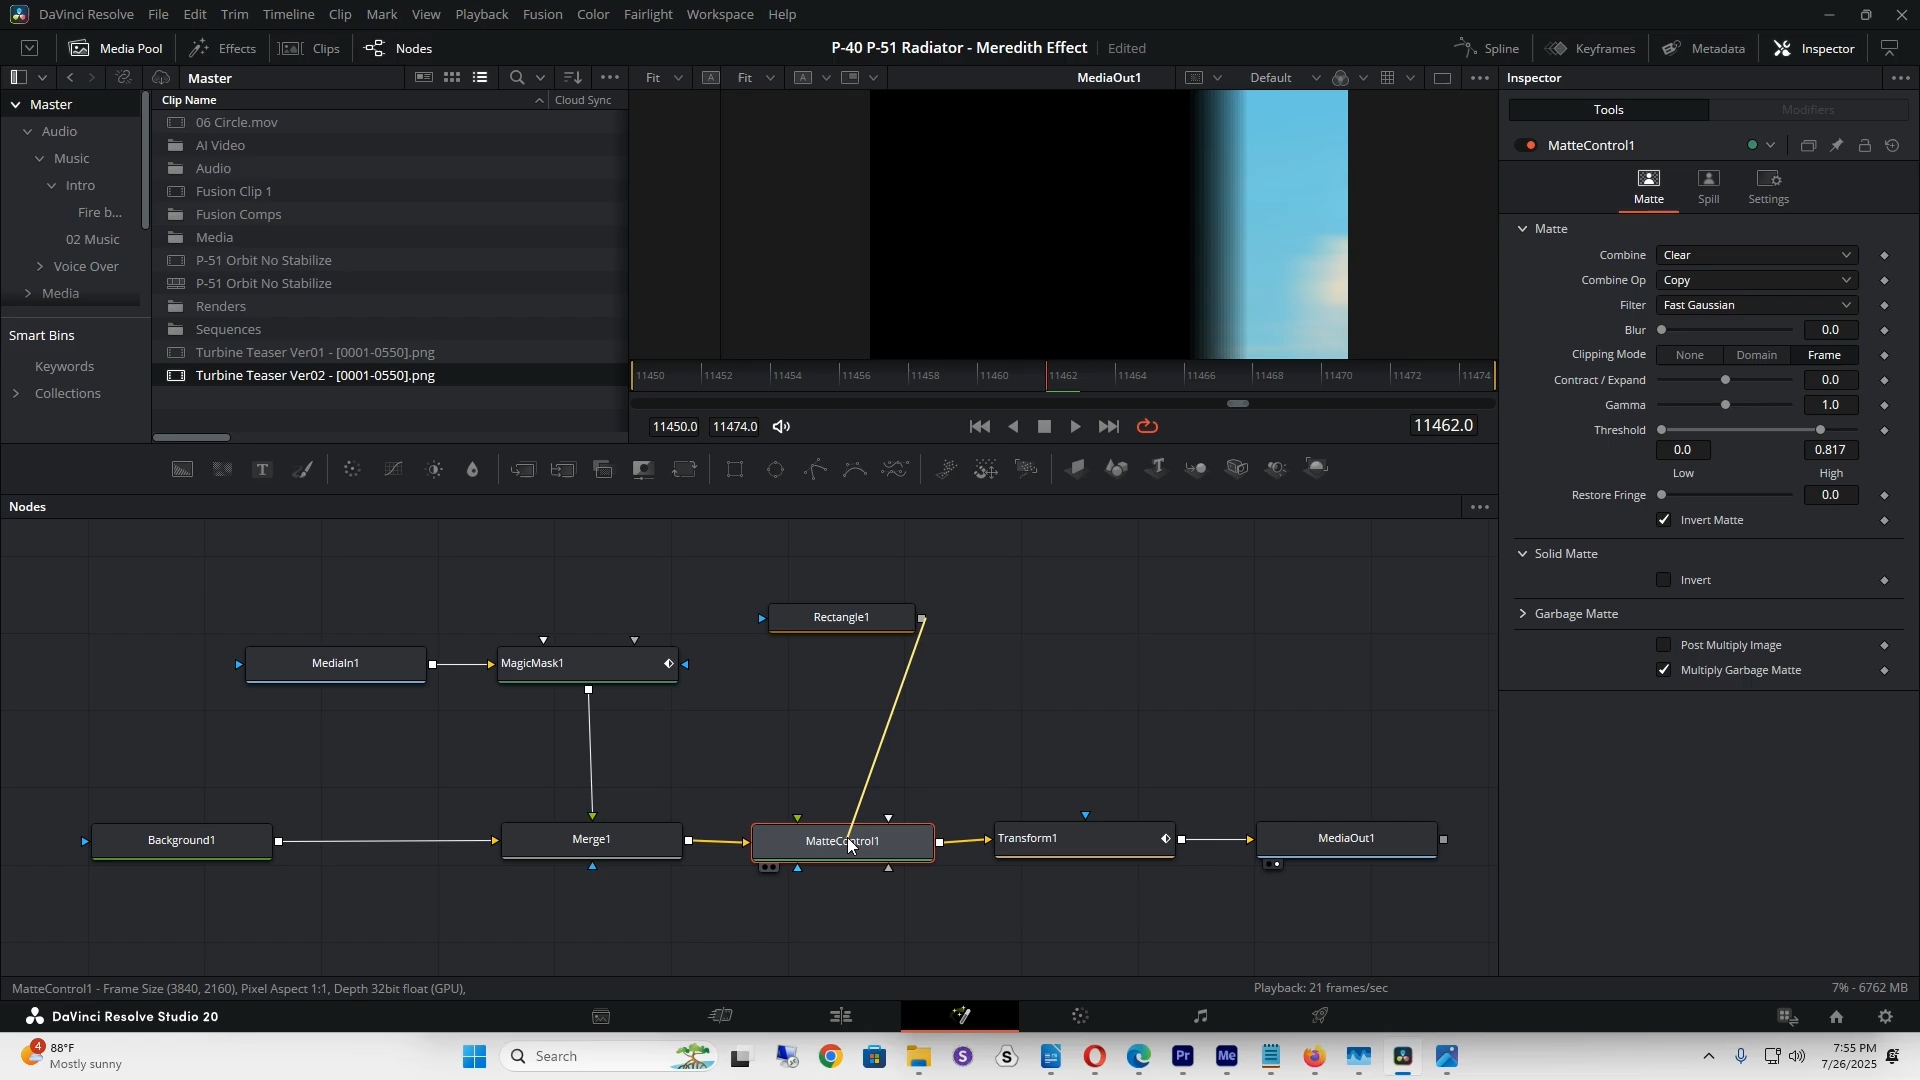 DaVinci Resolve File Edit Trim Timeline Clip Mark View Playback Fusion Color Fairlight Workspace Help
Media Pool Effects Clips Nodes P-40 P-51 Radiator - Meredith Effect Edited Spline Keyframes Metadata Inspector
Master Fit Fit MediaOut1 Default Inspector
Master Clip Name Cloud Sync
Audio
Music
Intro
Fire b...
02 Music
Voice Over
Media
Smart Bins
Keywords
Collections
06 Circle.mov
AI Video
Audio
Fusion Clip 1
Fusion Comps
Media
P-51 Orbit No Stabilize
P-51 Orbit No Stabilize
Renders
Sequences
Turbine Teaser Ver01 - [0001-0550].png
Turbine Teaser Ver02 - [0001-0550].png
11450 11452 11454 11456 11458 11460 11462 11464 11466 11468 11470 11472 11474
11450.0 11474.0 11462.0
Tools Modifiers
MatteControl1
Matte Spill Settings
Matte
Combine Clear
Combine Op Copy
Filter Fast Gaussian
Blur 0.0
Clipping Mode None Domain Frame
Contract / Expand 0.0
Gamma 1.0
Threshold
0.0 0.817
Low High
Restore Fringe 0.0
Invert Matte
Solid Matte
Invert
Garbage Matte
Post Multiply Image
Multiply Garbage Matte
Nodes
Rectangle1
MediaIn1 MagicMask1
Background1 Merge1 MatteControl1 Transform1 MediaOut1
MatteControl1 - Frame Size (3840, 2160), Pixel Aspect 1:1, Depth 32bit float (GPU), Playback: 21 frames/sec 7% - 6762 MB
DaVinci Resolve Studio 20
4 88°F
Mostly sunny
Search
Pr
Me
7:55 PM
7/26/2025